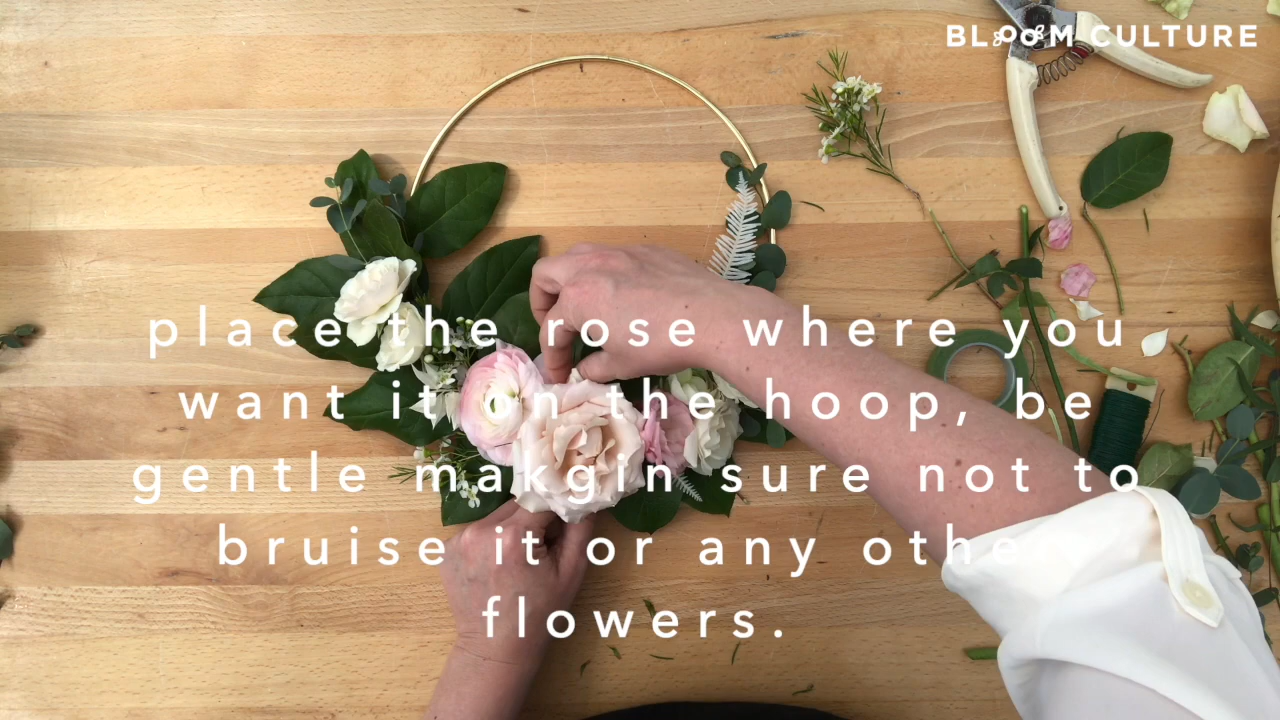 BLOOM CULTURE
place the rose where you
want it on the hoop, be
gentle makgin sure not to
bruise it or any other
flowers.